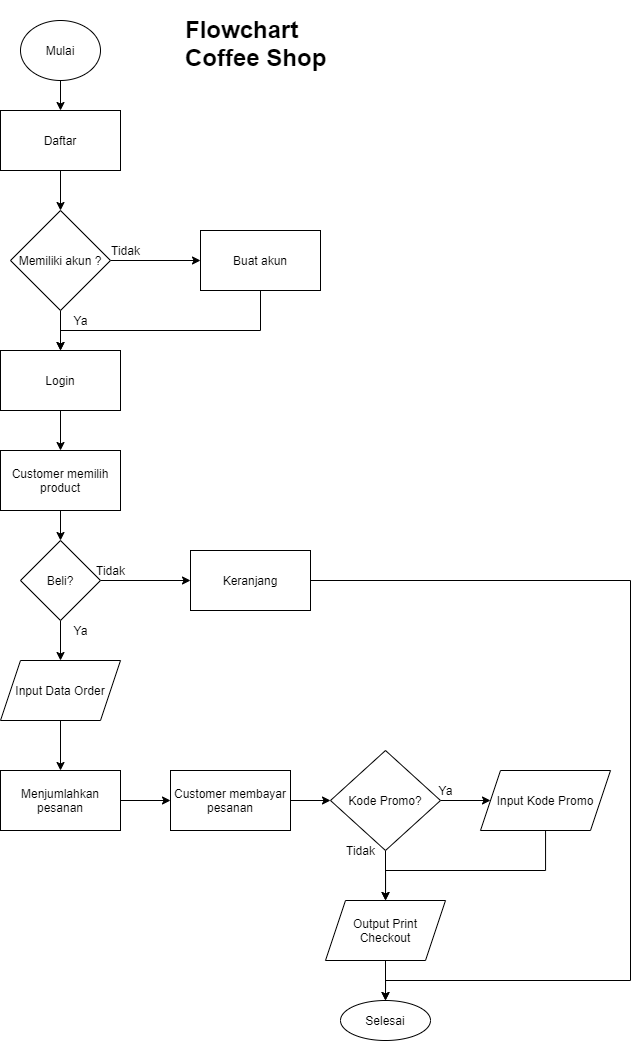 Flowchart
Coffee Shop
Mulai
Daftar
Memiliki akun ?
Tidak
Buat akun
Ya
Login
Customer memilih
product
Beli?
Tidak
Keranjang
Ya
Input Data Order
Menjumlahkan
pesanan
Customer membayar
pesanan
Kode Promo?
Ya
Input Kode Promo
Tidak
Output Print
Checkout
Selesai